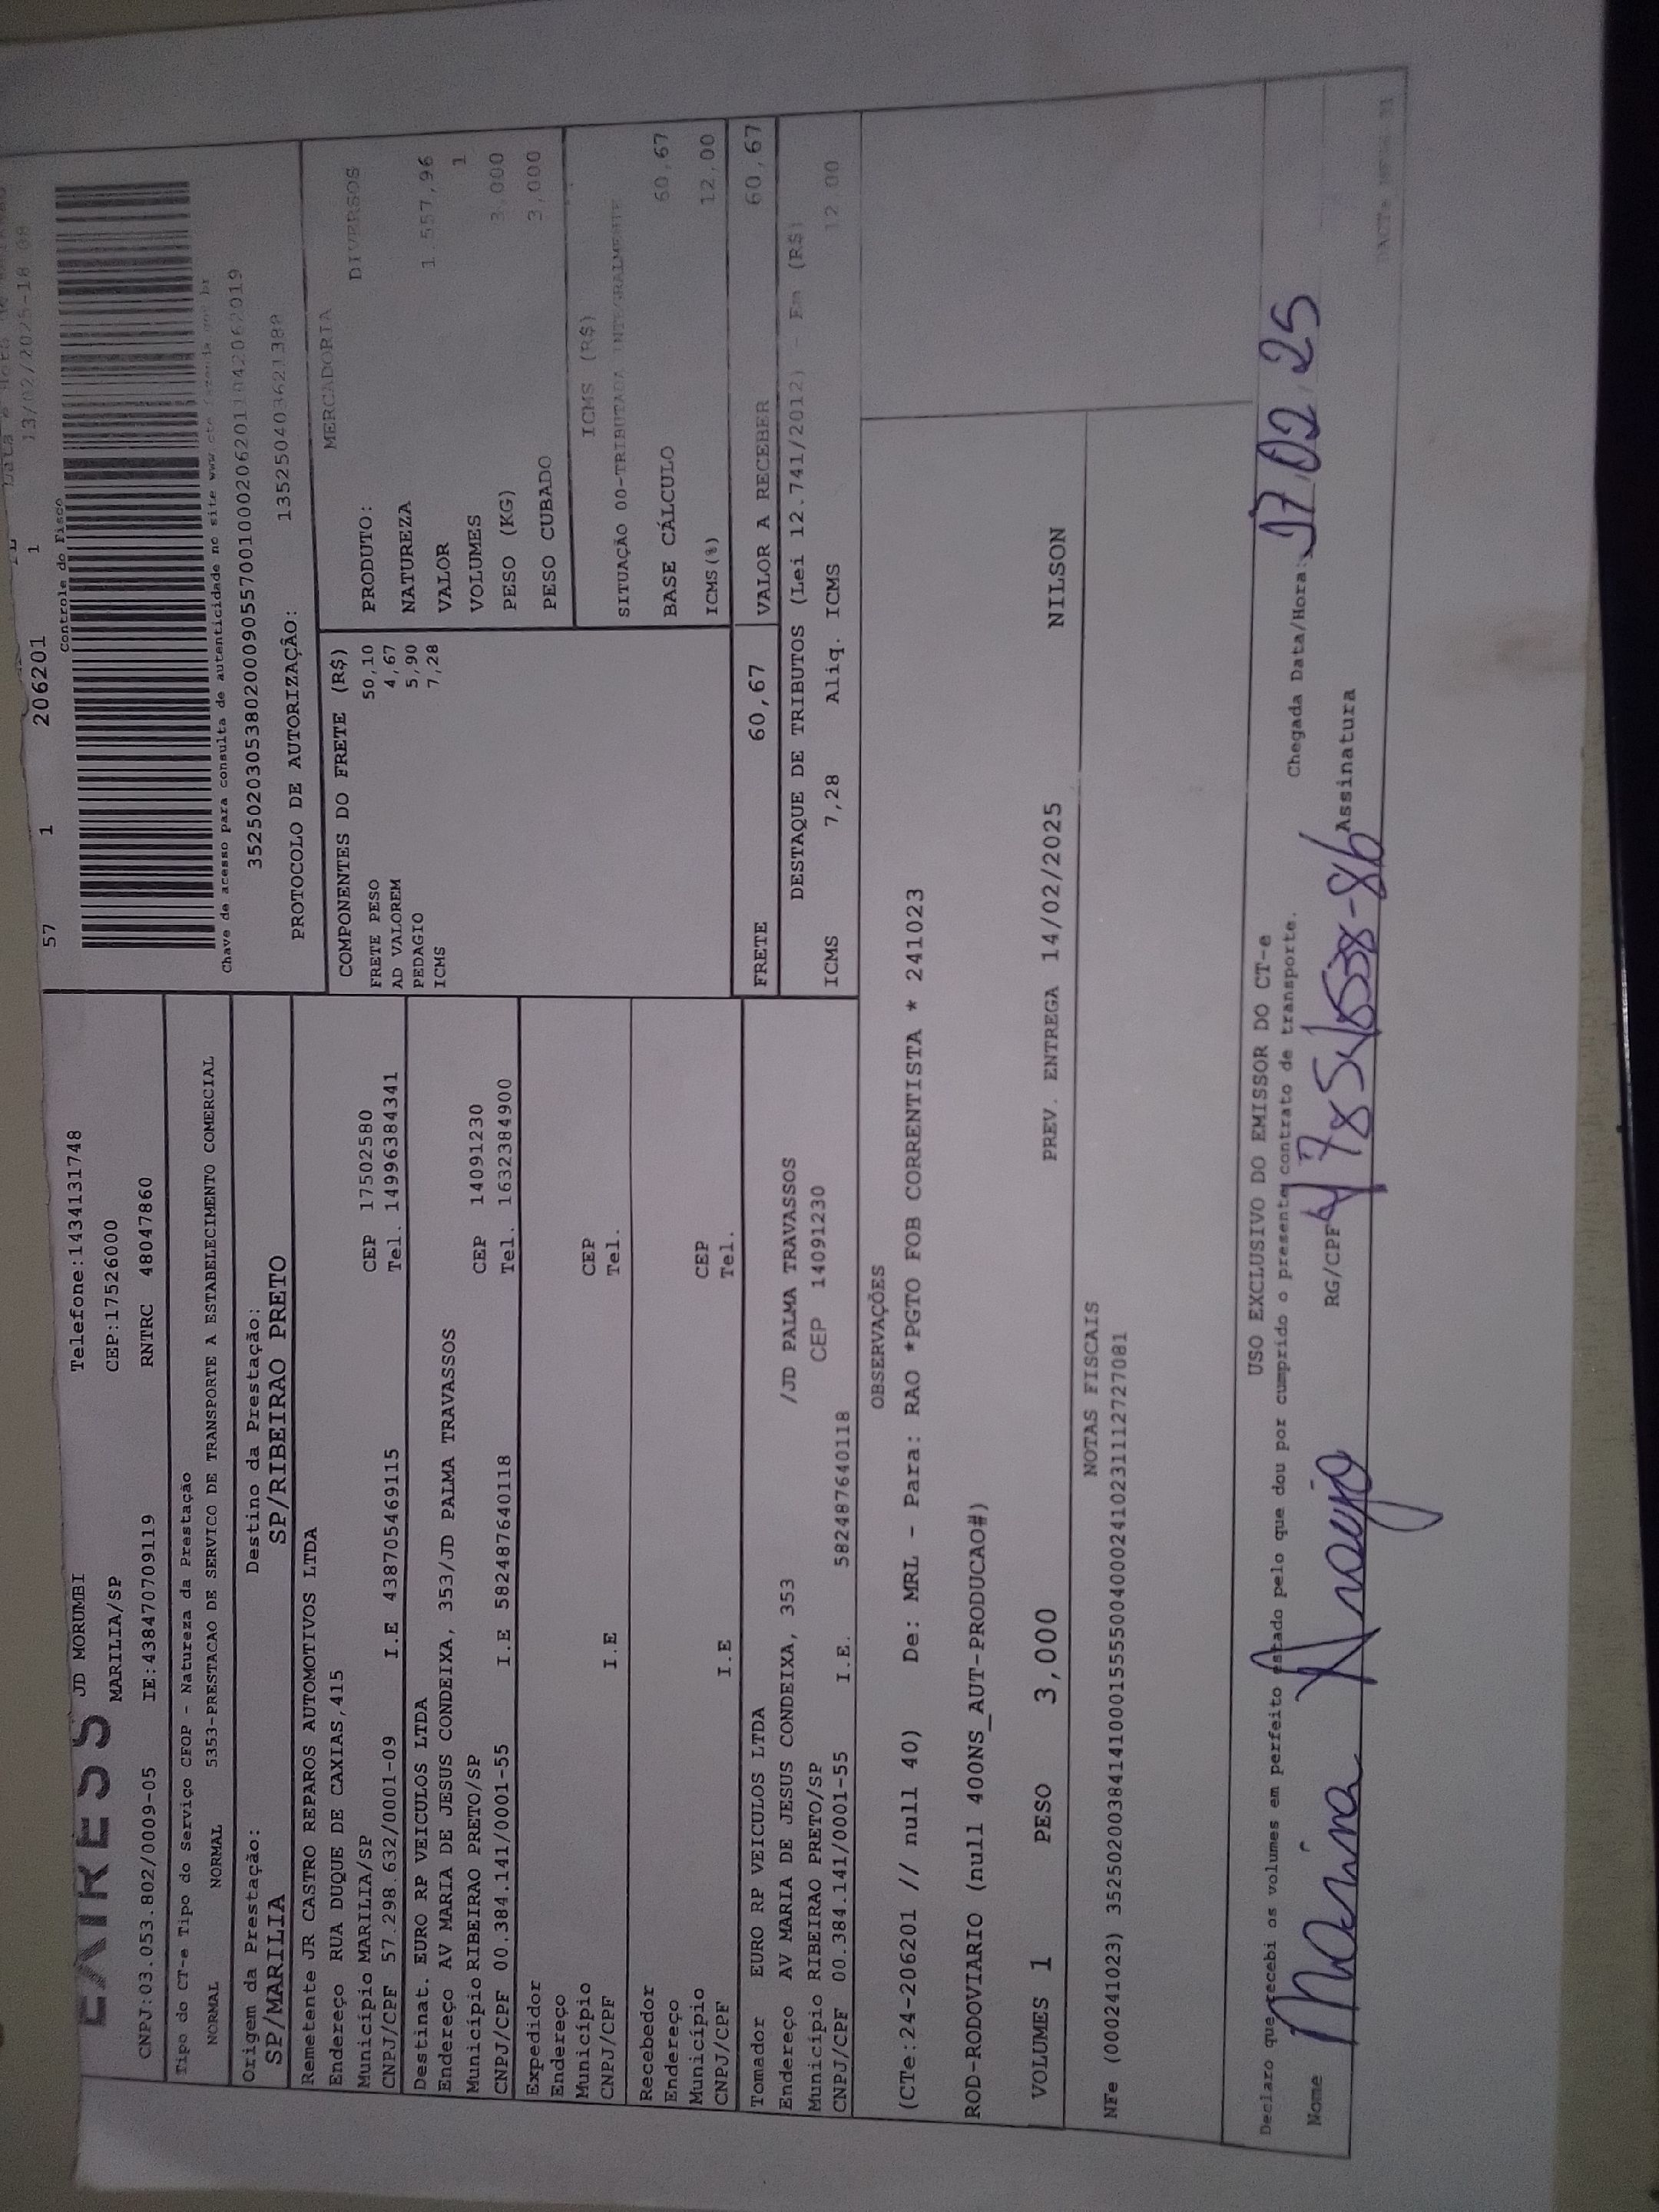 57 1 206201 1 13/02/2025-18
Controle do Fisco
EXPRESS JD MORUMBI Telefone:1434131748
MARILIA/SP CEP:17526000
CNPJ:03.053.802/0009-05 IE:438470709119 RNTRC 48047860
Chave de acesso para consulta de autenticidade no site www.cte
PROTOCOLO DE AUTORIZAÇÃO:
Tipo do CT-e Tipo do Serviço CFOP - Natureza da Prestação
NORMAL NORMAL 5353-PRESTACAO DE SERVICO DE TRANSPORTE A ESTABELECIMENTO COMERCIAL
Origem da Prestação: Destino da Prestação:
SP/MARILIA SP/RIBEIRAO PRETO
Remetente JR CASTRO REPAROS AUTOMOTIVOS LTDA
Endereço RUA DUQUE DE CAXIAS,415
Município MARILIA/SP CEP 17502580
CNPJ/CPF 57.298.632/0001-09 I.E 438705469115 Tel. 14996384341
Destinat. EURO RP VEICULOS LTDA
Endereço AV MARIA DE JESUS CONDEIXA, 353/JD PALMA TRAVASSOS
Município RIBEIRAO PRETO/SP CEP 14091230
CNPJ/CPF 00.384.141/0001-55 I.E 582487640118 Tel. 1632384900
Expedidor
Endereço
Município CEP
CNPJ/CPF I.E Tel.
Recebedor
Endereço
Município CEP
CNPJ/CPF I.E Tel.
COMPONENTES DO FRETE (R$)
FRETE PESO 50,10
AD VALOREM 4,67
PEDAGIO 5,90
ICMS 7,28
MERCADORIA
PRODUTO: DIVERSOS
NATUREZA
VALOR 1 557,96
VOLUMES 1
PESO (KG) 3,000
PESO CUBADO 3,000
ICMS (R$)
SITUAÇÃO 00-TRIBUTADA INTEGRALMENTE
BASE CÁLCULO 60,67
ICMS(%) 12,00
FRETE 60,67 VALOR A RECEBER 60,67
DESTAQUE DE TRIBUTOS (Lei 12.741/2012) - Em (R$)
ICMS 7,28 Aliq. ICMS 12 00
Tomador EURO RP VEICULOS LTDA
Endereço AV MARIA DE JESUS CONDEIXA, 353 /JD PALMA TRAVASSOS
Município RIBEIRAO PRETO/SP CEP 14091230
CNPJ/CPF 00.384.141/0001-55 I.E. 582487640118
OBSERVAÇÕES
(CTe:24-206201 // null 40) De: MRL - Para: RAO *PGTO FOB CORRENTISTA * 241023
ROD-RODOVIARIO (null 400NS_AUT-PRODUCAO#)
VOLUMES 1 PESO 3,000 PREV. ENTREGA 14/02/2025 NILSON
NOTAS FISCAIS
NFe (000241023) 35250200384141000155550040002410231112727081
USO EXCLUSIVO DO EMISSOR DO CT-e
Declaro que recebi os volumes em perfeito estado pelo que dou por cumprido o presente contrato de transporte.
Nome Marina Araujo RG/CPF Assinatura
Chegada Data/Hora: 17 02 25